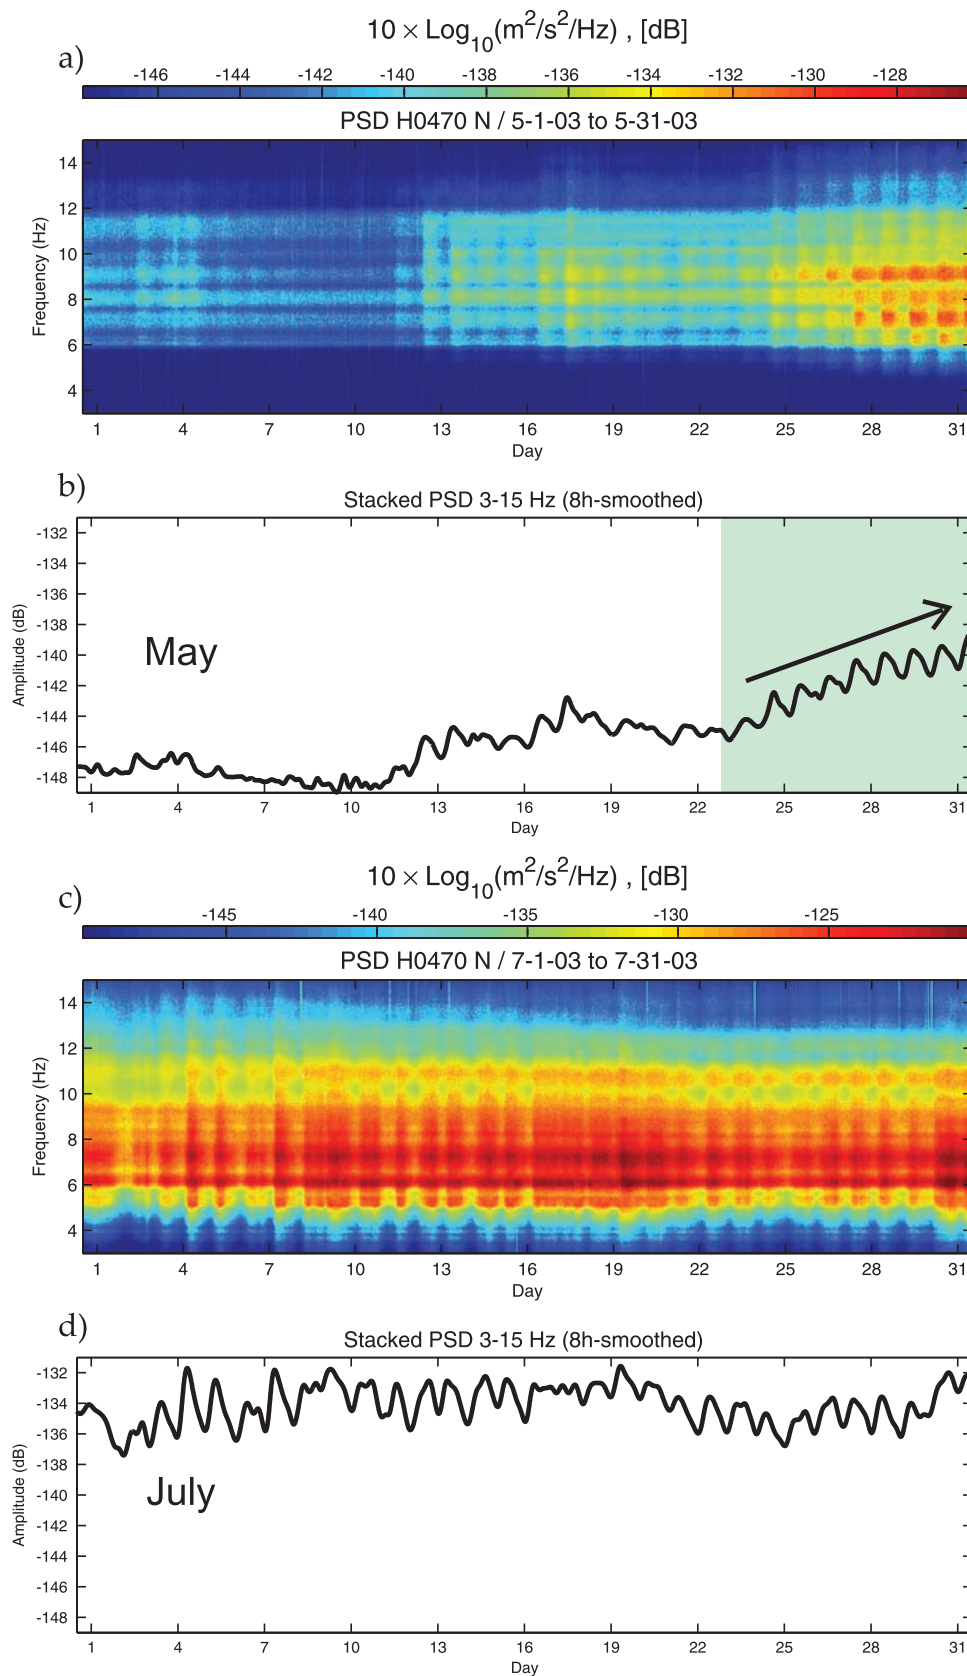 10 × Log10(m2/s2/Hz) , [dB]
a)
-146 -144 -142 -140 -138 -136 -134 -132 -130 -128
PSD H0470 N / 5-1-03 to 5-31-03
14
12
10
8
6
4
Frequency (Hz)
1 4 7 10 13 16 19 22 25 28 31
Day
b)
Stacked PSD 3-15 Hz (8h-smoothed)
-132
-134
-136
-138
-140
-142
-144
-146
-148
Amplitude (dB)
May
1 4 7 10 13 16 19 22 25 28 31
Day
10 × Log10(m2/s2/Hz) , [dB]
c)
-145 -140 -135 -130 -125
PSD H0470 N / 7-1-03 to 7-31-03
14
12
10
8
6
4
Frequency (Hz)
1 4 7 10 13 16 19 22 25 28 31
Day
d)
Stacked PSD 3-15 Hz (8h-smoothed)
-132
-134
-136
-138
-140
-142
-144
-146
-148
Amplitude (dB)
July
1 4 7 10 13 16 19 22 25 28 31
Day